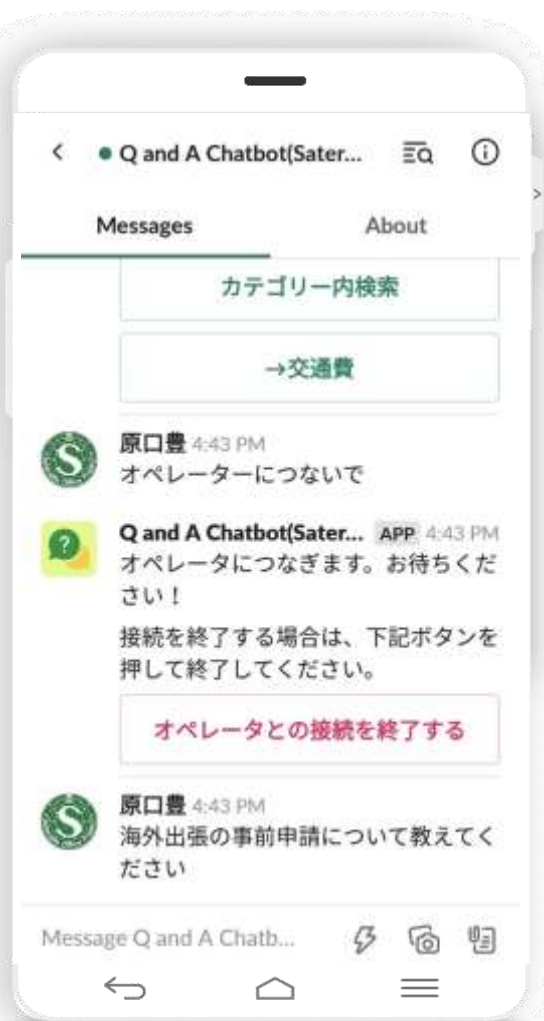 Q and A Chatbot(Sater...
Messages
About
カテゴリー内検索
→交通費
原口豊 4:43 PM
オペレーターにつないで
Q and A Chatbot(Sater... APP 4:43 PM
オペレータにつなぎます。お待ちくだ
さい！
接続を終了する場合は、下記ボタンを
押して終了してください。
オペレータとの接続を終了する
原口豊 4:43 PM
海外出張の事前申請について教えてく
ださい
Message Q and A Chatb...